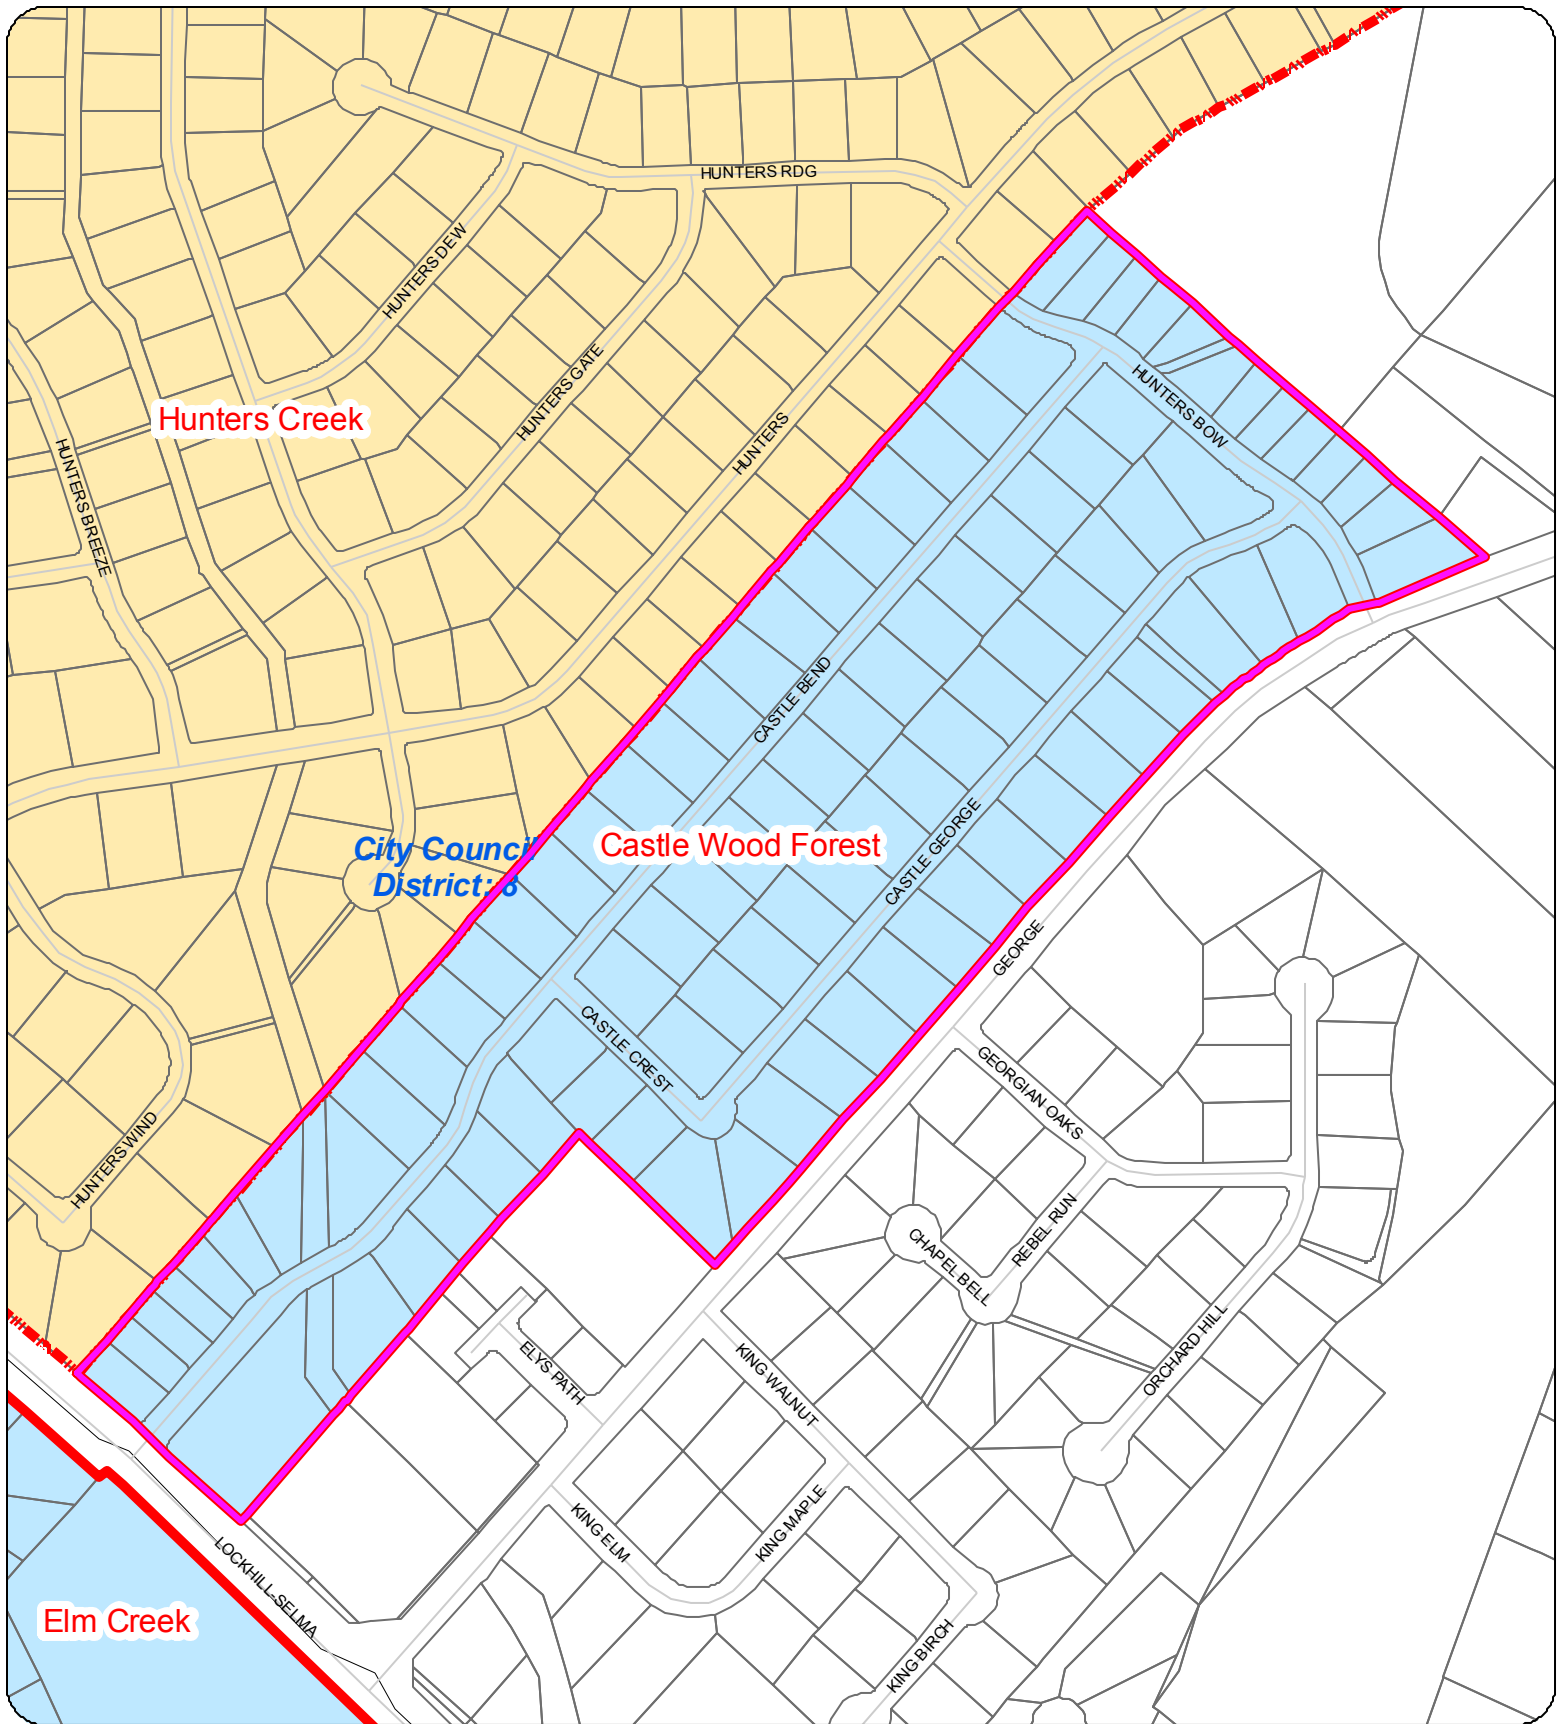 HUNTERS RDG
HUNTERS DEW
HUNTERS GATE
HUNTERS BOW
Hunters Creek
HUNTERS
HUNTERS BREEZE
CASTLE BEND
City Council
District: 8
Castle Wood Forest
CASTLE GEORGE
GEORGE
CASTLE CREST
GEORGIAN OAKS
HUNTERS WIND
REBEL RUN
CHAPEL BELL
ORCHARD HILL
ELYS PATH
KING WALNUT
KING ELM
KING MAPLE
LOCKHILL-SELMA
Elm Creek
KING BIRCH